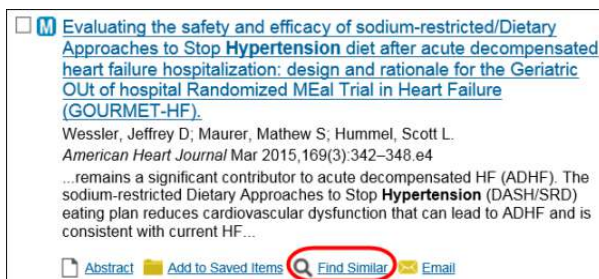 M Evaluating the safety and efficacy of sodium-restricted/Dietary
Approaches to Stop Hypertension diet after acute decompensated
heart failure hospitalization: design and rationale for the Geriatric
OUt of hospital Randomized MEal Trial in Heart Failure
(GOURMET-HF).
Wessler, Jeffrey D; Maurer, Mathew S; Hummel, Scott L.
American Heart Journal Mar 2015,169(3):342–348.e4
...remains a significant contributor to acute decompensated HF (ADHF). The
sodium-restricted Dietary Approaches to Stop Hypertension (DASH/SRD)
eating plan reduces cardiovascular dysfunction that can lead to ADHF and is
consistent with current HF...
Abstract Add to Saved Items Find Similar Email